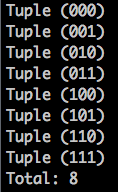 Tuple (000)
Tuple (001)
Tuple (010)
Tuple (011)
Tuple (100)
Tuple (101)
Tuple (110)
Tuple (111)
Total: 8